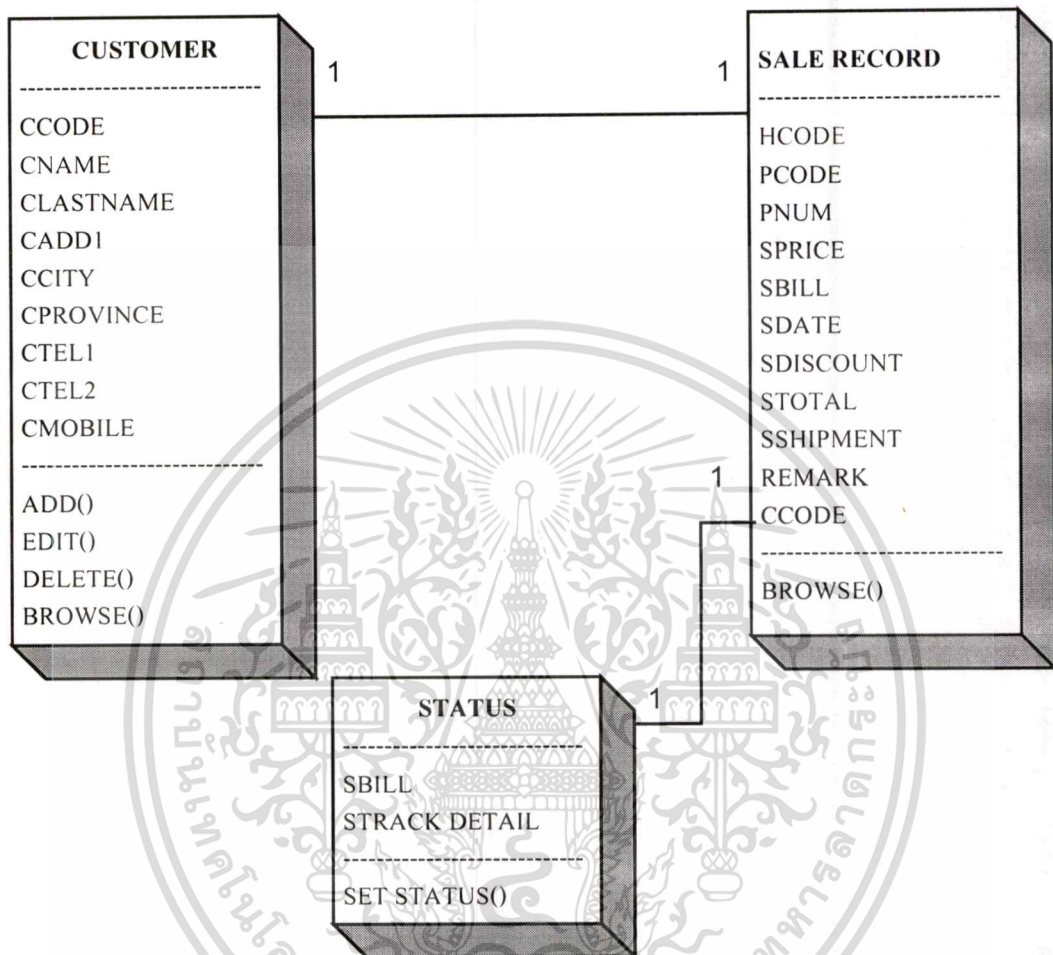 CUSTOMER
CCODE
CNAME
CLASTNAME
CADD1
CCITY
CPROVINCE
CTEL1
CTEL2
CMOBILE
ADD()
EDIT()
DELETE()
BROWSE()
1
1
SALE RECORD
HCODE
PCODE
PNUM
SPRICE
SBILL
SDATE
SDISCOUNT
STOTAL
SSHIPMENT
REMARK
CCODE
BROWSE()
1
1
STATUS
SBILL
STRACK DETAIL
SET STATUS()